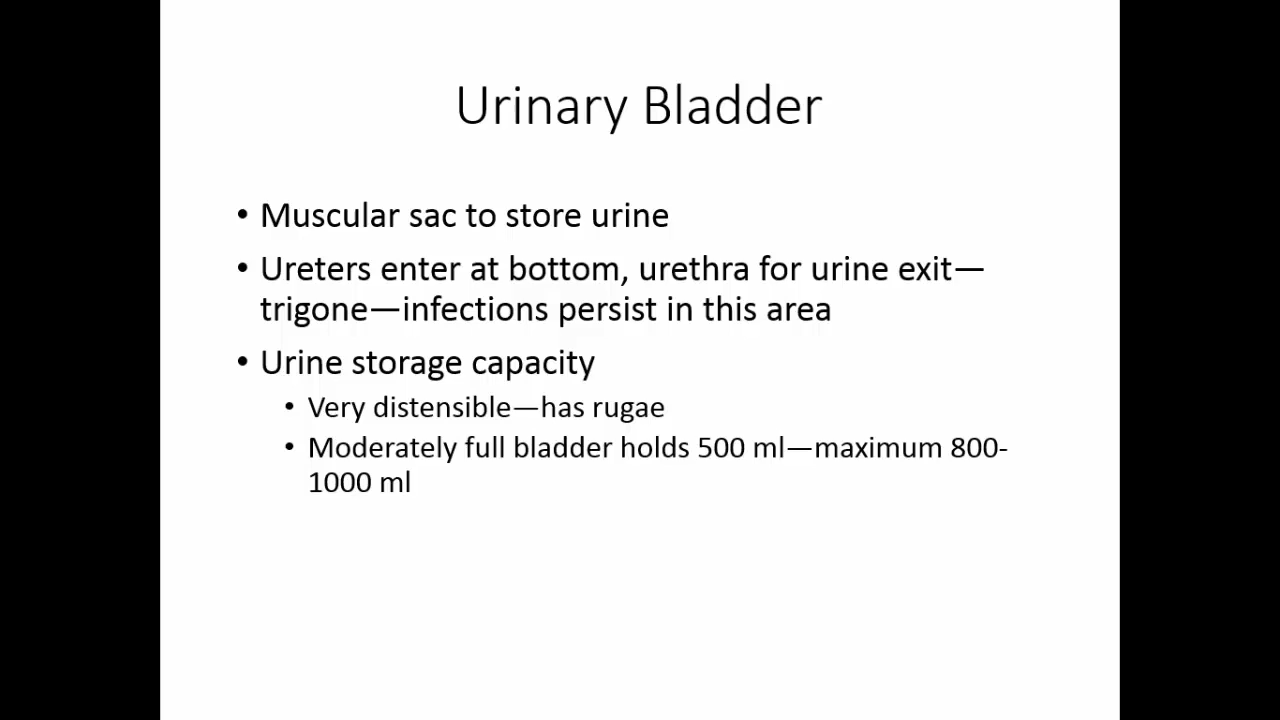 Urinary Bladder
• Muscular sac to store urine
• Ureters enter at bottom, urethra for urine exit—
trigone—infections persist in this area
• Urine storage capacity
• Very distensible—has rugae
• Moderately full bladder holds 500 ml—maximum 800-
1000 ml